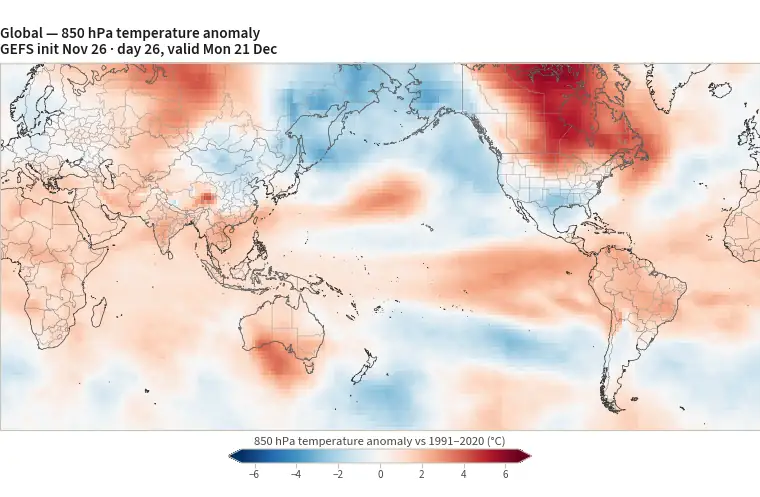 Global — 850 hPa temperature anomaly
GEFS init Nov 26 · day 26, valid Mon 21 Dec
850 hPa temperature anomaly vs 1991–2020 (°C)
−6 −4 −2 0 2 4 6